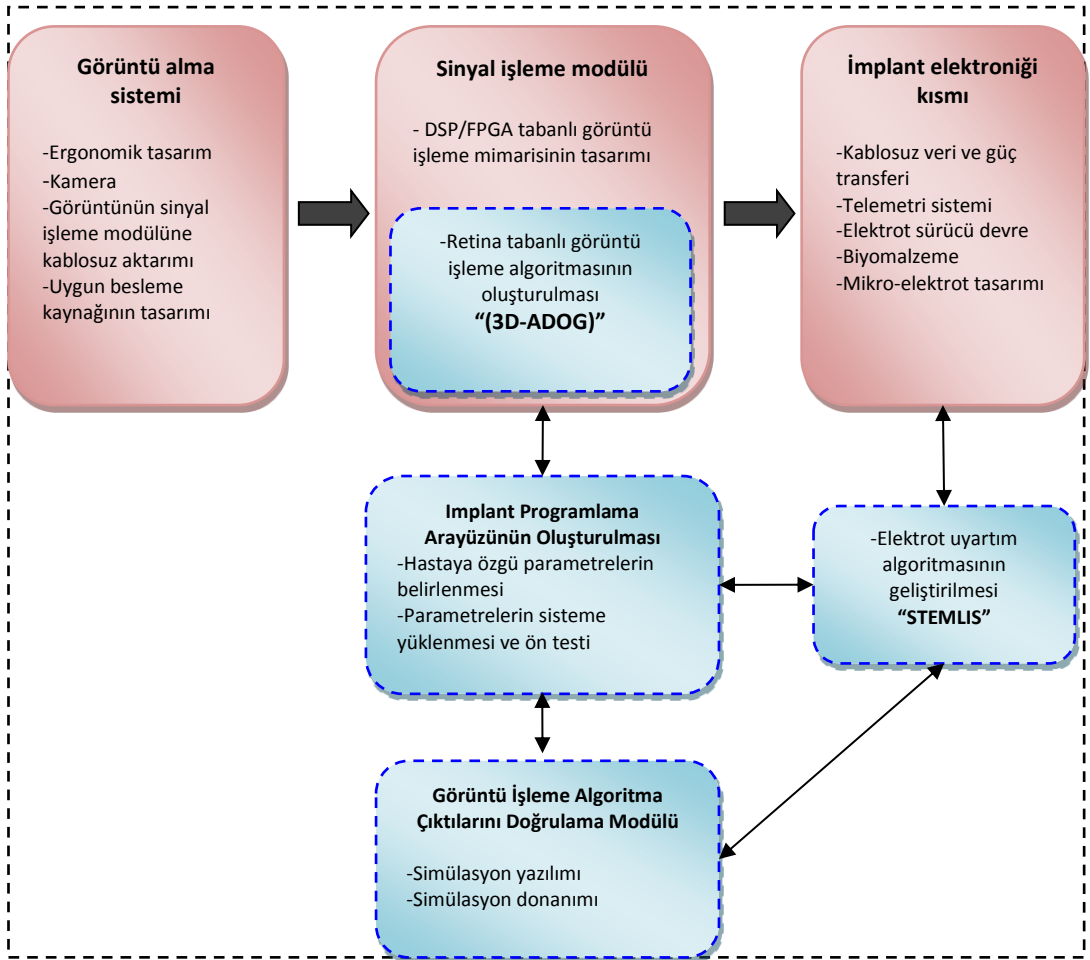 Görüntü alma
sistemi
-Ergonomik tasarım
-Kamera
-Görüntünün sinyal
işleme modülüne
kablosuz aktarımı
-Uygun besleme
kaynağının tasarımı
Sinyal işleme modülü
- DSP/FPGA tabanlı görüntü
işleme mimarisinin tasarımı
-Retina tabanlı görüntü
işleme algoritmasının
oluşturulması
“(3D-ADOG)”
İmplant elektroniği
kısmı
-Kablosuz veri ve güç
transferi
-Telemetri sistemi
-Elektrot sürücü devre
-Biyomalzeme
-Mikro-elektrot tasarımı
Implant Programlama
Arayüzünün Oluşturulması
-Hastaya özgü parametrelerin
belirlenmesi
-Parametrelerin sisteme
yüklenmesi ve ön testi
-Elektrot uyartım
algoritmasının
geliştirilmesi
“STEMLIS”
Görüntü İşleme Algoritma
Çıktılarını Doğrulama Modülü
-Simülasyon yazılımı
-Simülasyon donanımı